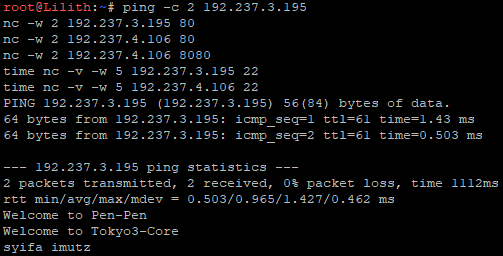 root@Lilith:~# ping -c 2 192.237.3.195
nc -w 2 192.237.3.195 80
nc -w 2 192.237.4.106 80
nc -w 2 192.237.4.106 8080
time nc -v -w 5 192.237.3.195 22
time nc -v -w 5 192.237.4.106 22
PING 192.237.3.195 (192.237.3.195) 56(84) bytes of data.
64 bytes from 192.237.3.195: icmp_seq=1 ttl=61 time=1.43 ms
64 bytes from 192.237.3.195: icmp_seq=2 ttl=61 time=0.503 ms

--- 192.237.3.195 ping statistics ---
2 packets transmitted, 2 received, 0% packet loss, time 1112ms
rtt min/avg/max/mdev = 0.503/0.965/1.427/0.462 ms
Welcome to Pen-Pen
Welcome to Tokyo3-Core
syifa imutz